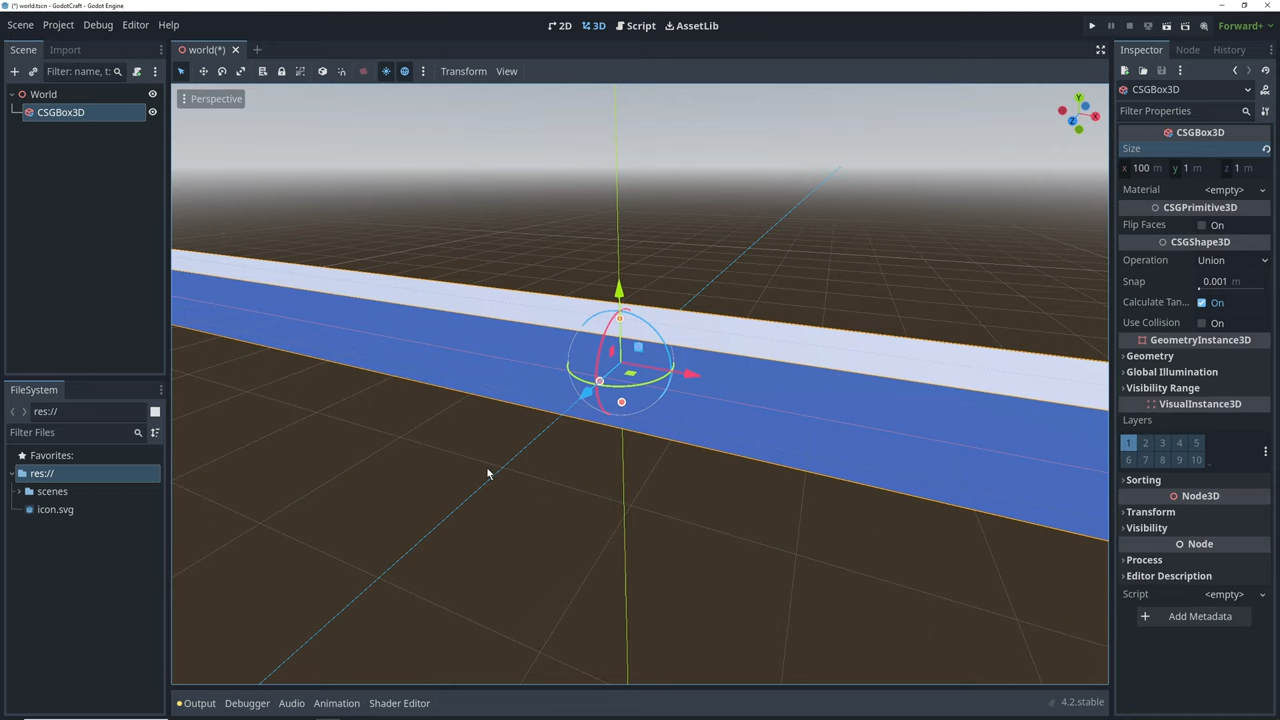 (*) world.tscn - GodotCraft - Godot Engine
Scene Project Debug Editor Help
2D 3D Script AssetLib
Forward+
Scene Import
world(*)
Inspector Node History
Filter: name, t:
Transform View
World
CSGBox3D
Perspective
Y
X
Z
CSGBox3D
Filter Properties
CSGBox3D
Size
x 100 m y 1 m z 1 m
Material <empty>
CSGPrimitive3D
Flip Faces On
CSGShape3D
Operation Union
Snap 0.001 m
Calculate Tan... On
Use Collision On
GeometryInstance3D
Geometry
Global Illumination
Visibility Range
VisualInstance3D
Layers
1 2 3 4 5
6 7 8 9 10
Sorting
Node3D
Transform
Visibility
Node
Process
Editor Description
Script <empty>
Add Metadata
FileSystem
res://
Filter Files
Favorites:
res://
scenes
icon.svg
Output Debugger Audio Animation Shader Editor
4.2.stable